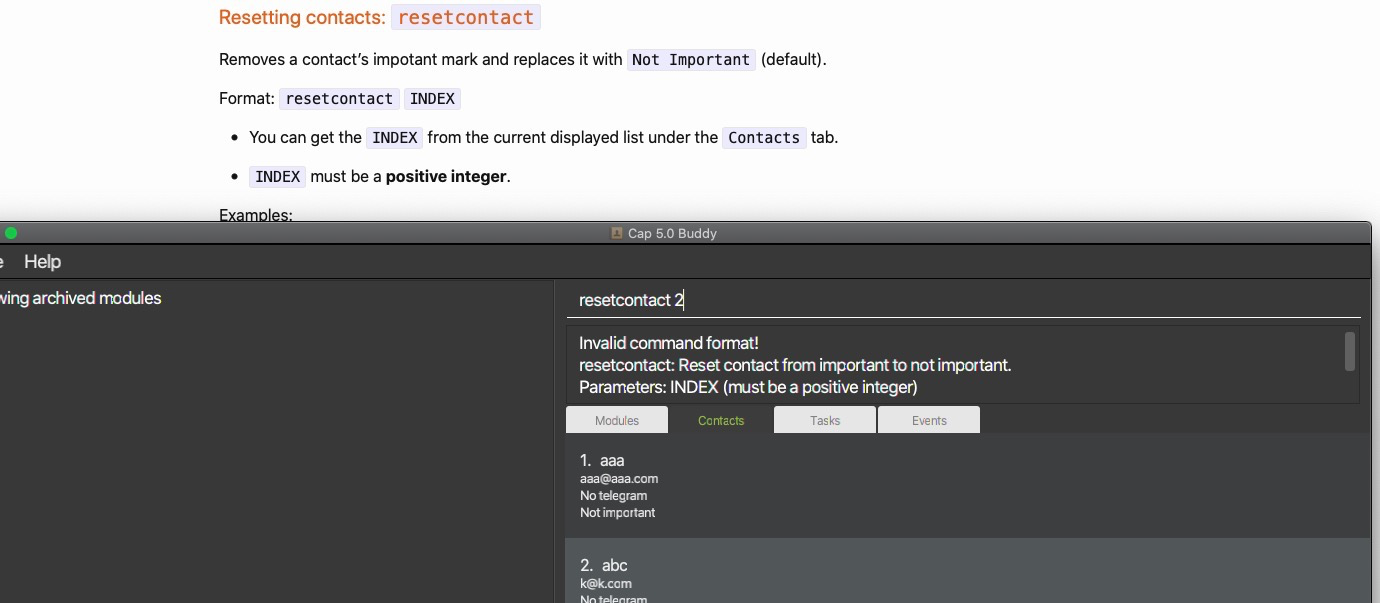 Resetting contacts: resetcontact
Removes a contact's impotant mark and replaces it with Not Important (default).
Format: resetcontact INDEX
• You can get the INDEX from the current displayed list under the Contacts tab.
• INDEX must be a positive integer.
Examples:
Cap 5.0 Buddy
Help
wing archived modules
resetcontact 2
Invalid command format!
resetcontact: Reset contact from important to not important.
Parameters: INDEX (must be a positive integer)
Modules Contacts Tasks Events
1. aaa
aaa@aaa.com
No telegram
Not important
2. abc
k@k.com
No telegram